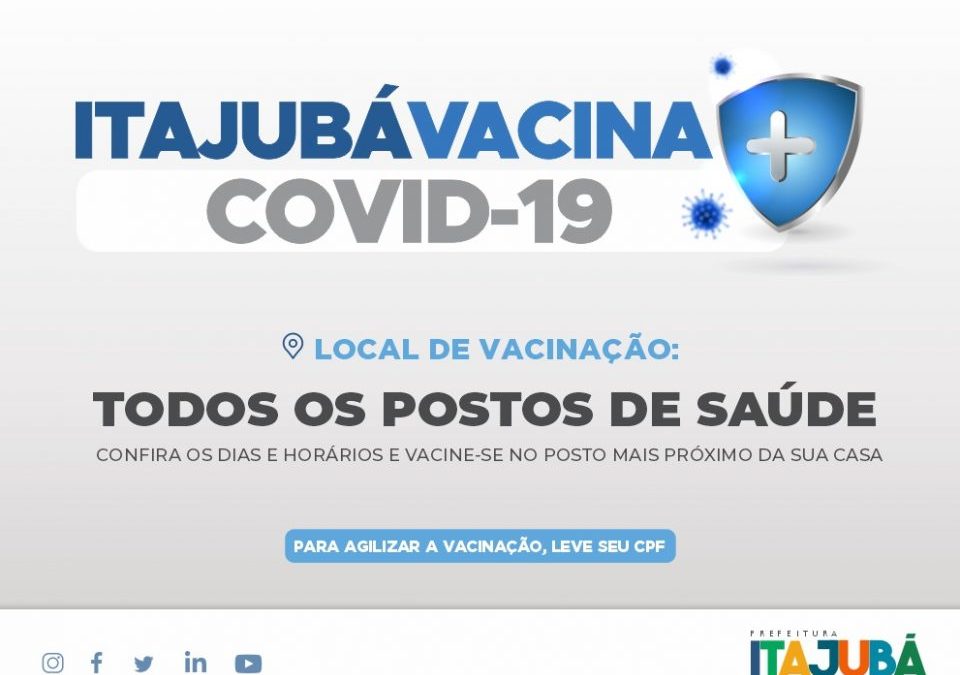 ITAJUBÁVACINA
COVID-19
LOCAL DE VACINAÇÃO:
TODOS OS POSTOS DE SAÚDE
CONFIRA OS DIAS E HORÁRIOS E VACINE-SE NO POSTO MAIS PRÓXIMO DA SUA CASA
PARA AGILIZAR A VACINAÇÃO, LEVE SEU CPF
PREFEITURA
ITAJUBÁ